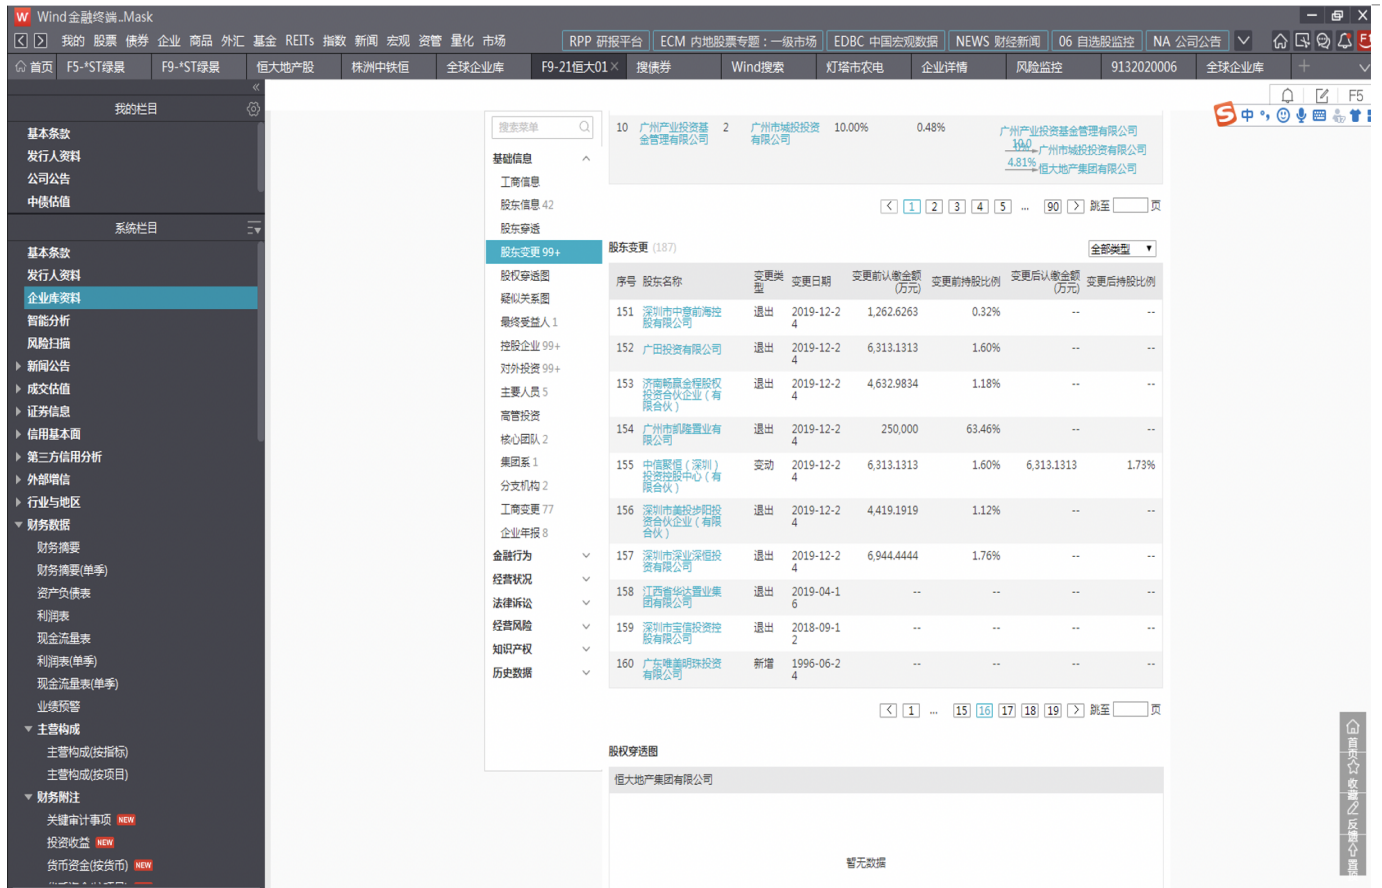 W Wind金融终端..Mask
我的 股票 债券 企业 商品 外汇 基金 REITs 指数 新闻 宏观 资管 量化 市场
RPP 研报平台 ECM 内地股票专题：一级市场 EDBC 中国宏观数据 NEWS 财经新闻 06 自选股监控 NA 公司公告
首页 F5-*ST绿景 F9-*ST绿景 恒大地产股 株洲中铁恒 全球企业库 F9-21恒大01× 搜债券 Wind搜索 灯塔市农电 企业详情 风险监控 9132020006 全球企业库 +
F5
S 中
我的栏目
基本条款
发行人资料
公司公告
中债估值
系统栏目
基本条款
发行人资料
企业库资料
智能分析
风险扫描
新闻公告
成交估值
证券信息
信用基本面
第三方信用分析
外部增信
行业与地区
财务数据
财务摘要
财务摘要(单季)
资产负债表
利润表
现金流量表
利润表(单季)
现金流量表(单季)
业绩预警
主营构成
主营构成(按指标)
主营构成(按项目)
财务附注
关键审计事项 NEW
投资收益 NEW
货币资金(按货币) NEW
搜索菜单
基础信息
工商信息
股东信息 42
股东穿透
股东变更 99+
股权穿透图
疑似关系图
最终受益人 1
控股企业 99+
对外投资 99+
主要人员 5
高管投资
核心团队 2
集团系 1
分支机构 2
工商变更 77
企业年报 8
金融行为
经营状况
法律诉讼
经营风险
知识产权
历史数据
10 广州产业投资基 2 广州市城投投资 10.00% 0.48%
金管理有限公司 有限公司
广州产业投资基金管理有限公司
广州市城投投资有限公司
4.81% 恒大地产集团有限公司
< 1 2 3 4 5 ... 90 > 跳至 页
股东变更 (187) 全部类型
序号 股东名称 变更类型 变更日期 变更前认缴金额(万元) 变更前持股比例 变更后认缴金额(万元) 变更后持股比例
151 深圳市中意前海控 退出 2019-12-2 1,262.6263 0.32% -- --
股有限公司 4
152 广田投资有限公司 退出 2019-12-2 6,313.1313 1.60% -- --
4
153 济南畅赢金程股权 退出 2019-12-2 4,632.9834 1.18% -- --
投资合伙企业（有 4
限合伙）
154 广州市凯隆置业有 退出 2019-12-2 250,000 63.46% -- --
限公司 4
155 中信聚恒（深圳） 变动 2019-12-2 6,313.1313 1.60% 6,313.1313 1.73%
投资控股中心（有 4
限合伙）
156 深圳市美投步阳投 退出 2019-12-2 4,419.1919 1.12% -- --
资合伙企业（有限 4
合伙）
157 深圳市深业深恒投 退出 2019-12-2 6,944.4444 1.76% -- --
资有限公司 4
158 江西省华达置业集 退出 2019-04-1 -- -- -- --
团有限公司 6
159 深圳市宝信投资控 退出 2018-09-1 -- -- -- --
股有限公司 2
160 广东唯美明珠投资 新增 1996-06-2 -- -- -- --
有限公司 4
< 1 ... 15 16 17 18 19 > 跳至 页
股权穿透图
恒大地产集团有限公司
暂无数据
首页
收藏
反馈